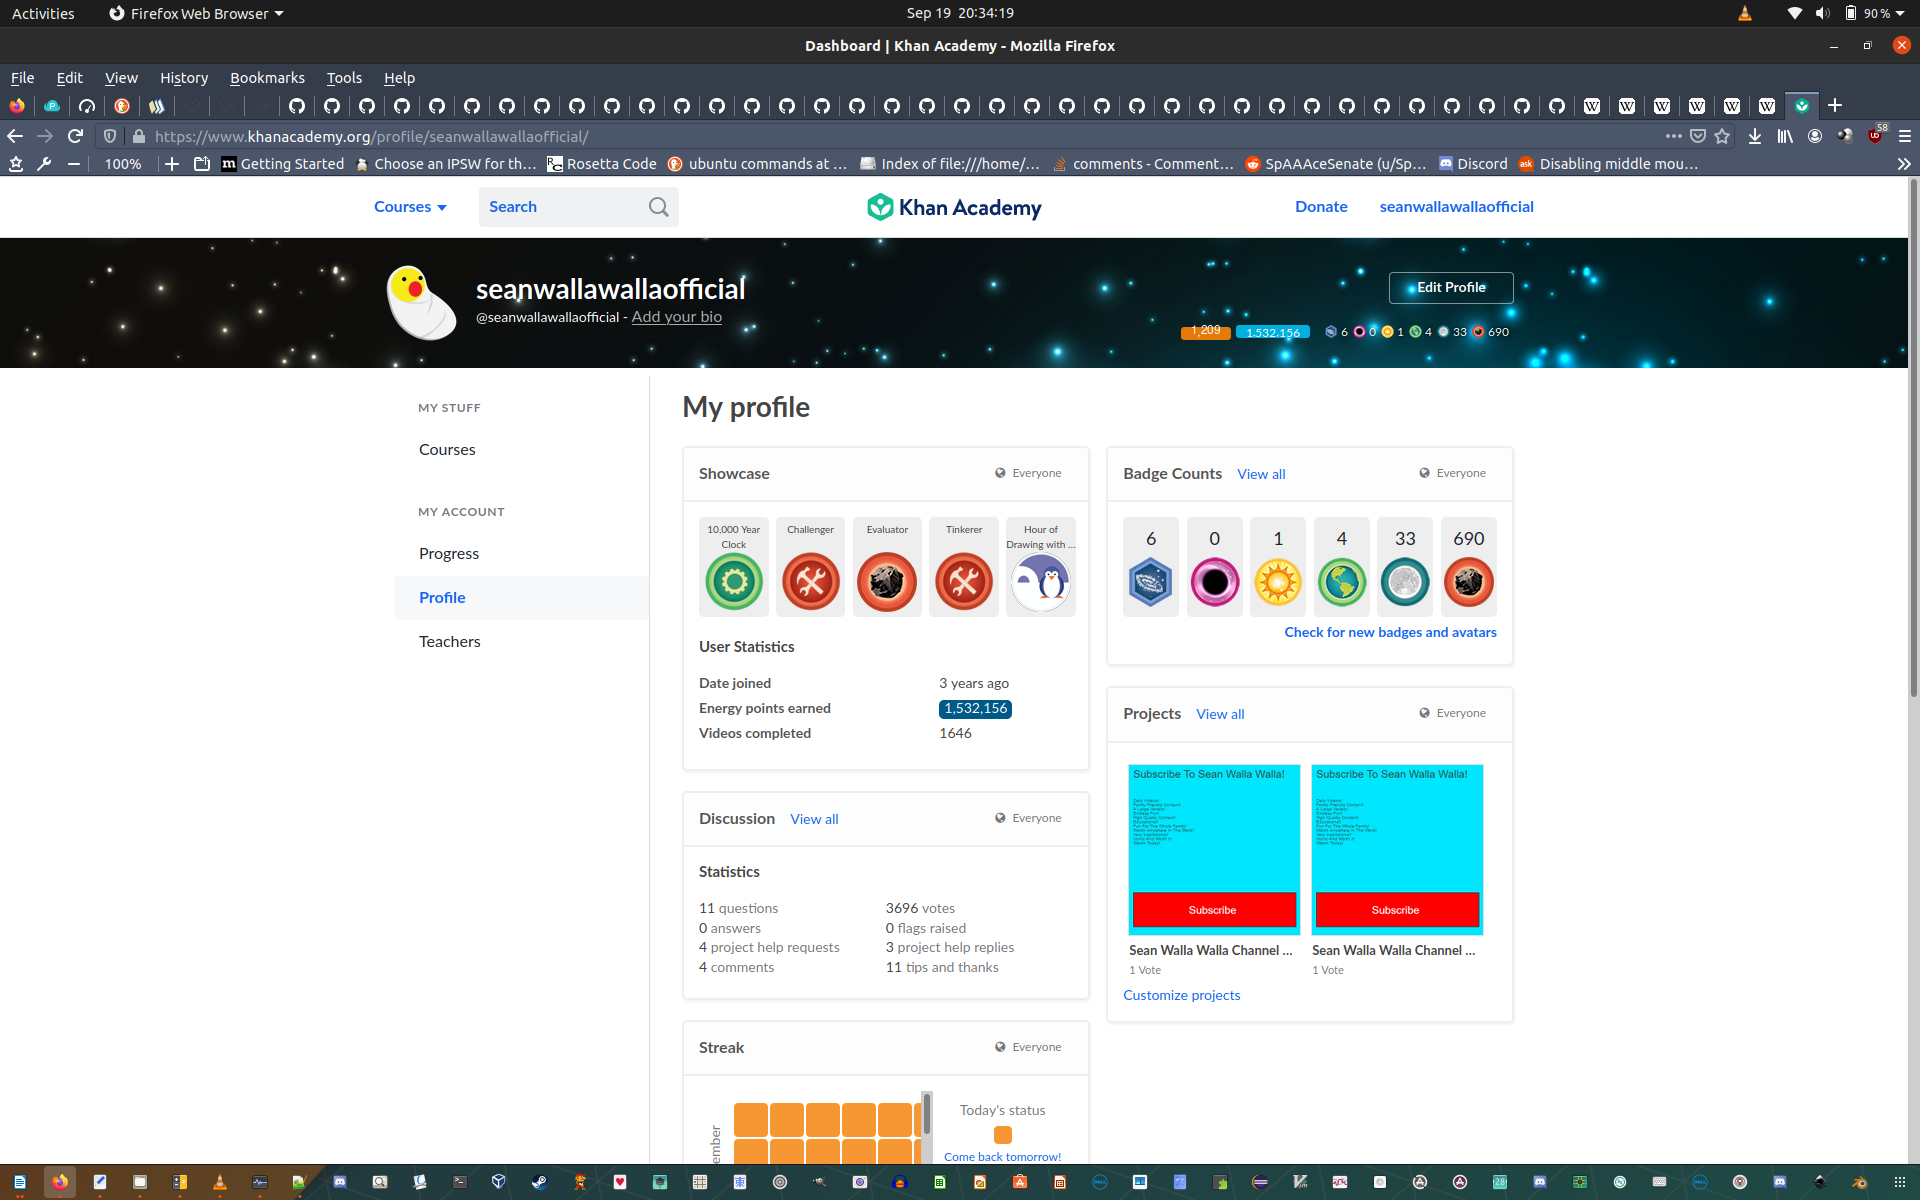 Activities
Firefox Web Browser
Sep 19 20:34:19
90 %
Dashboard | Khan Academy - Mozilla Firefox
File Edit View History Bookmarks Tools Help
https://www.khanacademy.org/profile/seanwallawallaofficial/
58
100%
Getting Started
Choose an IPSW for th…
Rosetta Code
ubuntu commands at …
Index of file:///home/…
comments - Comment…
SpAAAceSenate (u/Sp…
Discord
Disabling middle mou…
Courses
Search
Khan Academy
Donate
seanwallawallaofficial
seanwallawallaofficial
@seanwallawallaofficial - Add your bio
Edit Profile
1,209
1,532,156
6 0 1 4 33 690
MY STUFF
Courses
MY ACCOUNT
Progress
Profile
Teachers
My profile
Showcase
Everyone
10,000 Year Clock
Challenger
Evaluator
Tinkerer
Hour of Drawing with ...
User Statistics
Date joined 3 years ago
Energy points earned 1,532,156
Videos completed 1646
Badge Counts View all
Everyone
6 0 1 4 33 690
Check for new badges and avatars
Discussion View all
Everyone
Statistics
11 questions
3696 votes
0 answers
0 flags raised
4 project help requests
3 project help replies
4 comments
11 tips and thanks
Projects View all
Everyone
Subscribe To Sean Walla Walla!
Subscribe
Subscribe To Sean Walla Walla!
Subscribe
Sean Walla Walla Channel ...
1 Vote
Sean Walla Walla Channel ...
1 Vote
Customize projects
Streak
Everyone
Today's status
Come back tomorrow!